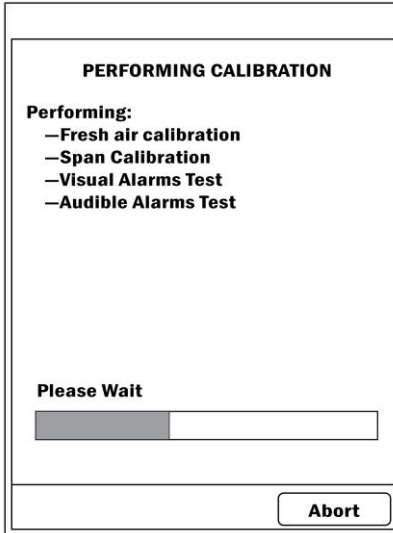 PERFORMING CALIBRATION
Performing:
—Fresh air calibration
—Span Calibration
—Visual Alarms Test
—Audible Alarms Test
Please Wait
Abort